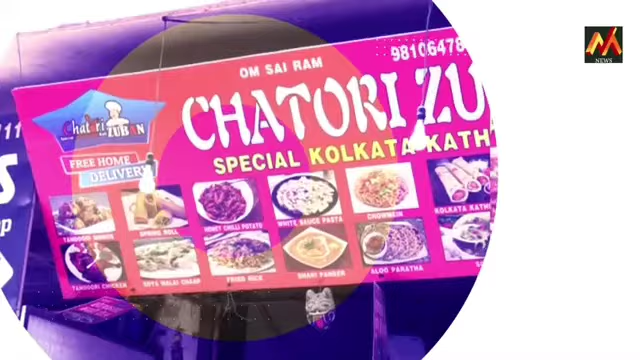 OM SAI RAM
98106478
CHATORI ZU
SPECIAL KOLKATA KATH
Chatori
ZUBAN
FREE HOME
DELIVERY
SPRING ROLL
HONEY CHILLI POTATO
WHITE SAUCE PASTA
CHOWMEIN
KOLKATA KATHI
TANDOORI CHICKEN
SOYA MALAI CHAAP
FRIED RICE
SHAHI PANEER
ALOO PARATHA
NEWS